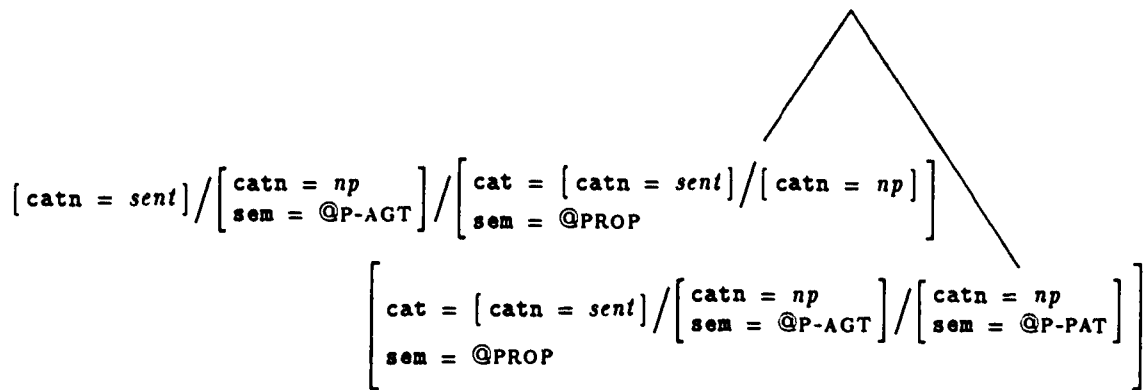 [catn = sent]/[catn = np
sem = @P-AGT]/[cat = [catn = sent]/[catn = np]
sem = @PROP]
[cat = [catn = sent]/[catn = np
sem = @P-AGT]/[catn = np
sem = @P-PAT]
sem = @PROP]